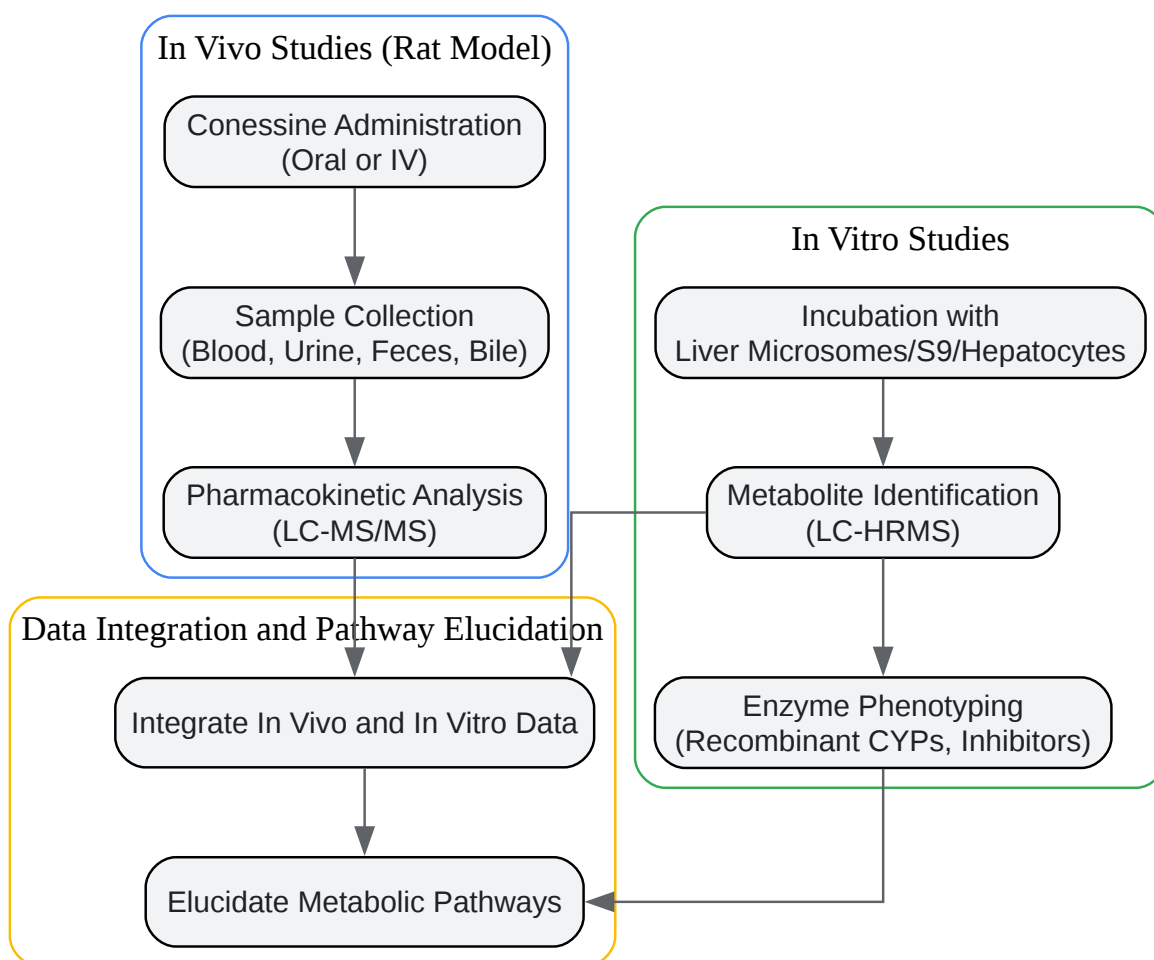 In Vivo Studies (Rat Model)
Conessine Administration
(Oral or IV)
Sample Collection
(Blood, Urine, Feces, Bile)
Pharmacokinetic Analysis
(LC-MS/MS)
In Vitro Studies
Incubation with
Liver Microsomes/S9/Hepatocytes
Metabolite Identification
(LC-HRMS)
Enzyme Phenotyping
(Recombinant CYPs, Inhibitors)
Data Integration and Pathway Elucidation
Integrate In Vivo and In Vitro Data
Elucidate Metabolic Pathways